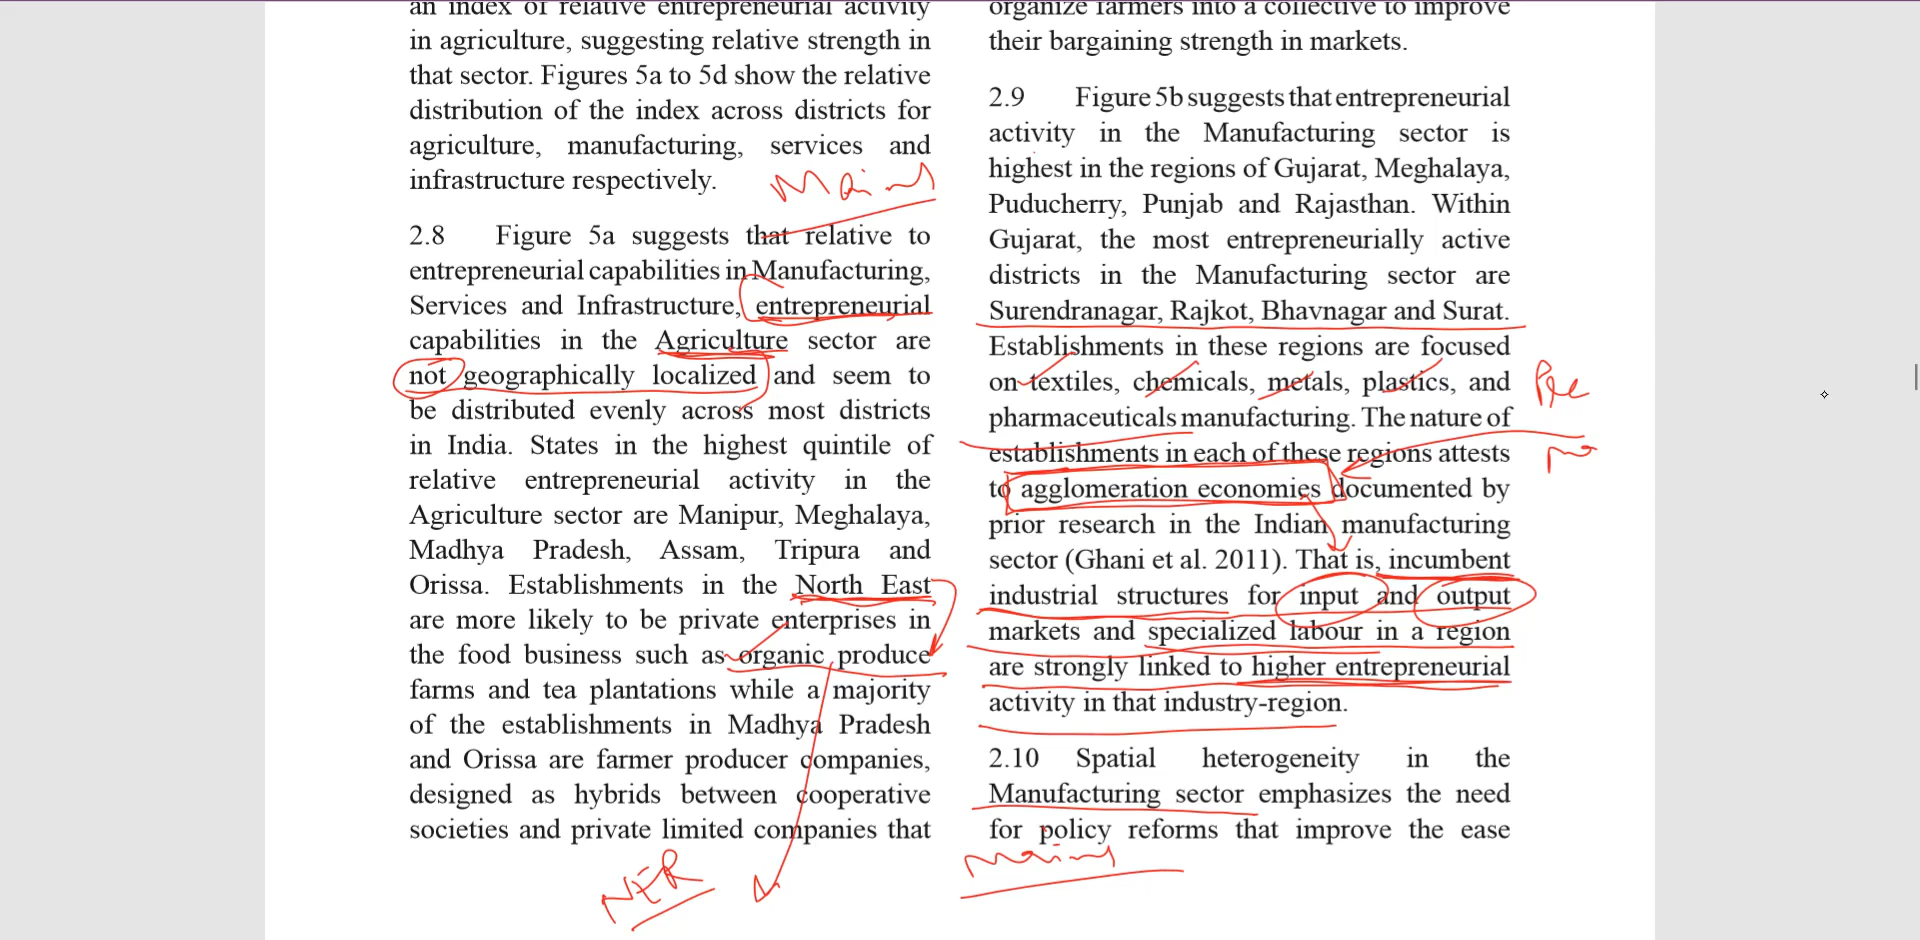 an index of relative entrepreneurial activity
in agriculture, suggesting relative strength in
that sector. Figures 5a to 5d show the relative
distribution of the index across districts for
agriculture, manufacturing, services and
infrastructure respectively.
Mains
2.8 Figure 5a suggests that relative to
entrepreneurial capabilities in Manufacturing,
Services and Infrastructure, entrepreneurial
capabilities in the Agriculture sector are
not geographically localized and seem to
be distributed evenly across most districts
in India. States in the highest quintile of
relative entrepreneurial activity in the
Agriculture sector are Manipur, Meghalaya,
Madhya Pradesh, Assam, Tripura and
Orissa. Establishments in the North East
are more likely to be private enterprises in
the food business such as organic produce
farms and tea plantations while a majority
of the establishments in Madhya Pradesh
and Orissa are farmer producer companies,
designed as hybrids between cooperative
societies and private limited companies that
NER
organize farmers into a collective to improve
their bargaining strength in markets.
2.9 Figure 5b suggests that entrepreneurial
activity in the Manufacturing sector is
highest in the regions of Gujarat, Meghalaya,
Puducherry, Punjab and Rajasthan. Within
Gujarat, the most entrepreneurially active
districts in the Manufacturing sector are
Surendranagar, Rajkot, Bhavnagar and Surat.
Establishments in these regions are focused
on textiles, chemicals, metals, plastics, and
pharmaceuticals manufacturing. The nature of
establishments in each of these regions attests
to agglomeration economies documented by
prior research in the Indian manufacturing
sector (Ghani et al. 2011). That is, incumbent
industrial structures for input and output
markets and specialized labour in a region
are strongly linked to higher entrepreneurial
activity in that industry-region.
2.10 Spatial heterogeneity in the
Manufacturing sector emphasizes the need
for policy reforms that improve the ease
Mains